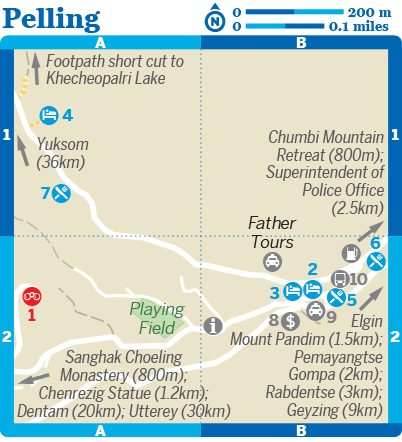 Pelling
N
0 200 m
0 0.1 miles
A B
Footpath short cut to
Khecheopalri Lake
4
1 1
Yuksom
(36km)
7
Chumbi Mountain
Retreat (800m);
Superintendent of
Police Office
(2.5km)
Father
Tours
6
2
10
3
5
1
Playing
Field
i
8 $
9
2 2
Elgin
Mount Pandim (1.5km);
Pemayangtse
Gompa (2km);
Rabdentse (3km);
Geyzing (9km)
Sanghak Choeling
Monastery (800m);
Chenrezig Statue (1.2km);
Dentam (20km); Utterey (30km)
A B